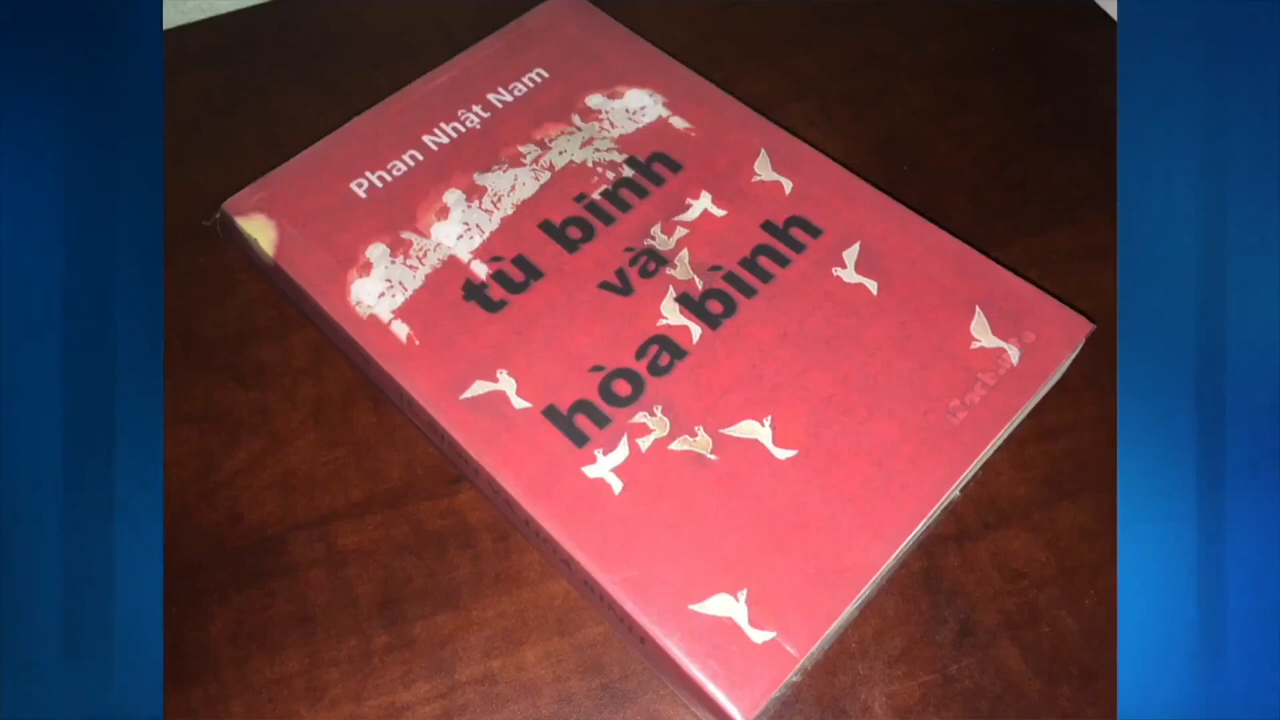 Phan Nhật Nam
tù binh
và
hòa bình